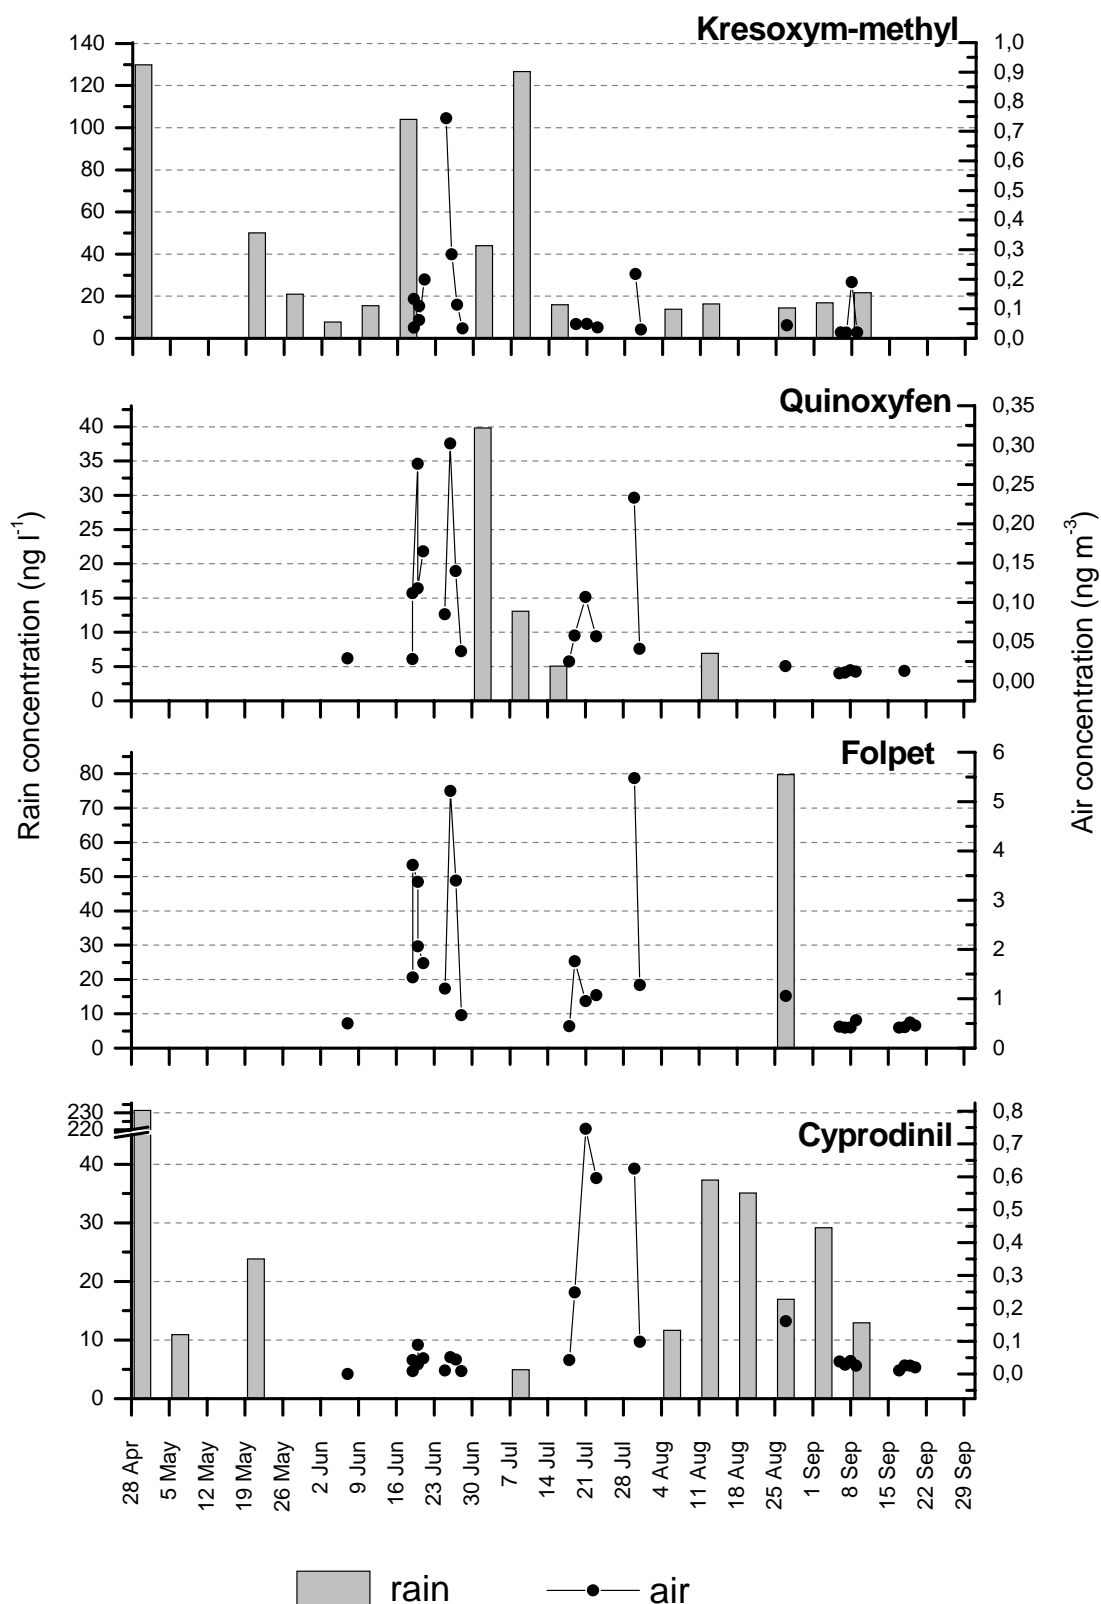 Kresoxym-methyl
140
120
100
80
60
40
20
0
1,0
0,9
0,8
0,7
0,6
0,5
0,4
0,3
0,2
0,1
0,0
Quinoxyfen
40
35
30
25
20
15
10
5
0
0,35
0,30
0,25
0,20
0,15
0,10
0,05
0,00
Rain concentration (ng l⁻¹)
Air concentration (ng m⁻³)
Folpet
80
70
60
50
40
30
20
10
0
6
5
4
3
2
1
0
Cyprodinil
230
220
40
30
20
10
0
0,8
0,7
0,6
0,5
0,4
0,3
0,2
0,1
0,0
28 Apr
5 May
12 May
19 May
26 May
2 Jun
9 Jun
16 Jun
23 Jun
30 Jun
7 Jul
14 Jul
21 Jul
28 Jul
4 Aug
11 Aug
18 Aug
25 Aug
1 Sep
8 Sep
15 Sep
22 Sep
29 Sep
rain
air